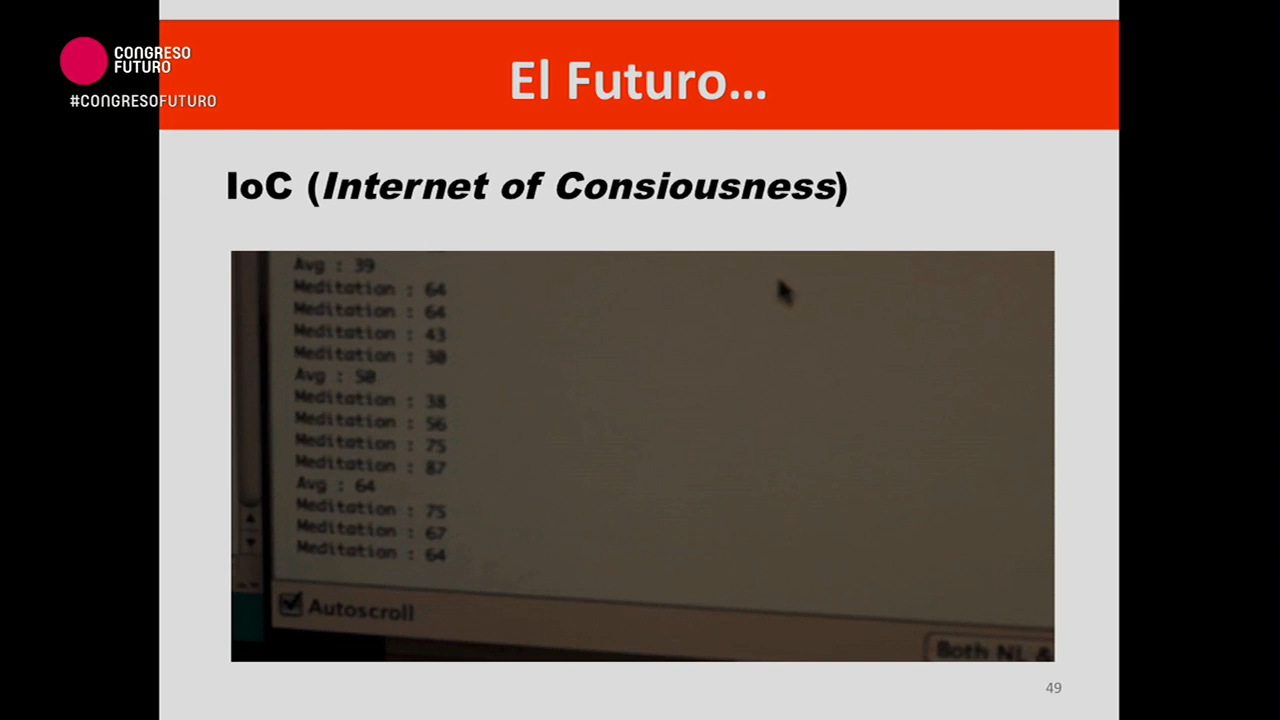 CONGRESO
FUTURO
#CONGRESOFUTURO
El Futuro...
IoC (Internet of Consiousness)
Avg : 39
Meditation : 64
Meditation : 64
Meditation : 43
Meditation : 30
Avg : 50
Meditation : 38
Meditation : 56
Meditation : 75
Meditation : 87
Avg : 64
Meditation : 75
Meditation : 67
Meditation : 64
Autoscroll
Both NL &
49